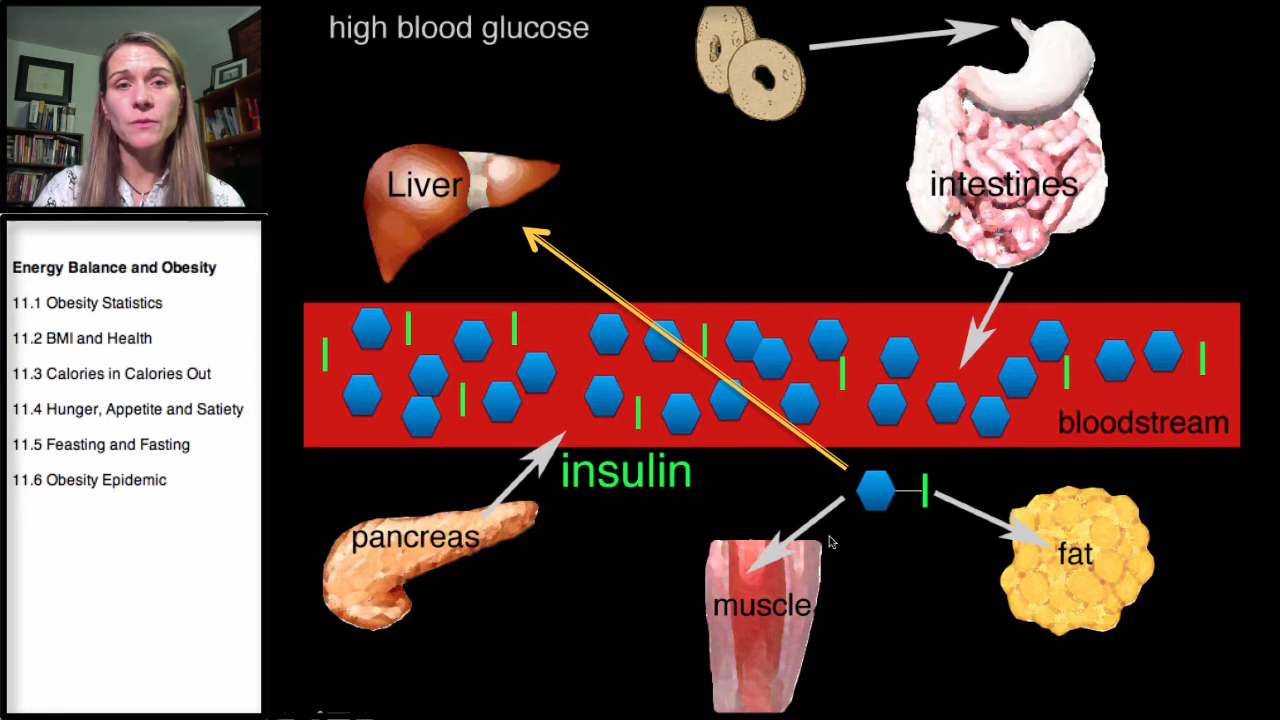 high blood glucose
Liver
intestines
bloodstream
insulin
pancreas
muscle
fat
Energy Balance and Obesity
11.1 Obesity Statistics
11.2 BMI and Health
11.3 Calories in Calories Out
11.4 Hunger, Appetite and Satiety
11.5 Feasting and Fasting
11.6 Obesity Epidemic